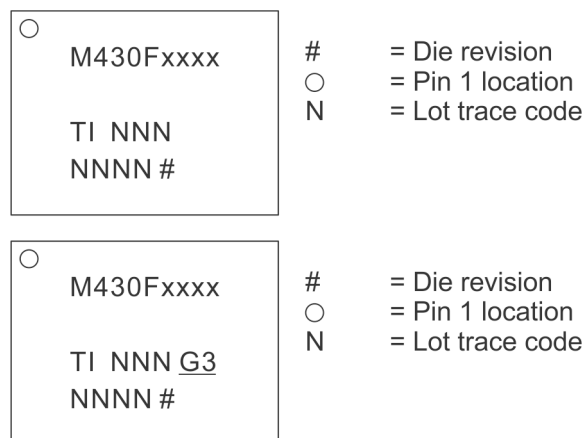 M430Fxxxx
TI NNN
NNNN #
# = Die revision
○ = Pin 1 location
N = Lot trace code
M430Fxxxx
TI NNN G3
NNNN #
# = Die revision
○ = Pin 1 location
N = Lot trace code